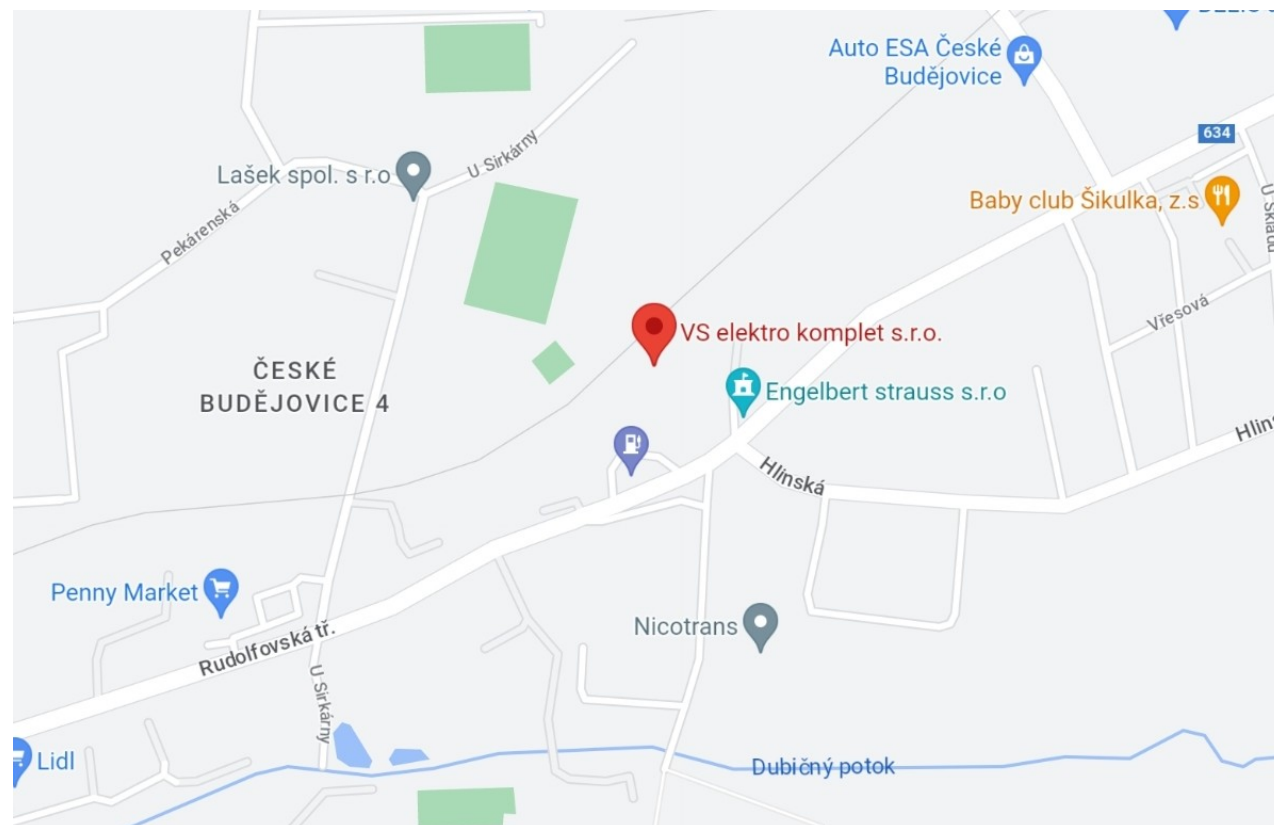 Auto ESA České
Budějovice
634
U Sirkárny
Lašek spol. s r.o
Baby club Šikulka, z.s
Pekárenská
Vřesová
VS elektro komplet s.r.o.
ČESKÉ
BUDĚJOVICE 4
Engelbert strauss s.r.o
Hlinská
Penny Market
Nicotrans
Rudolfovská tř.
U Sirkárny
Lidl
Dubičný potok